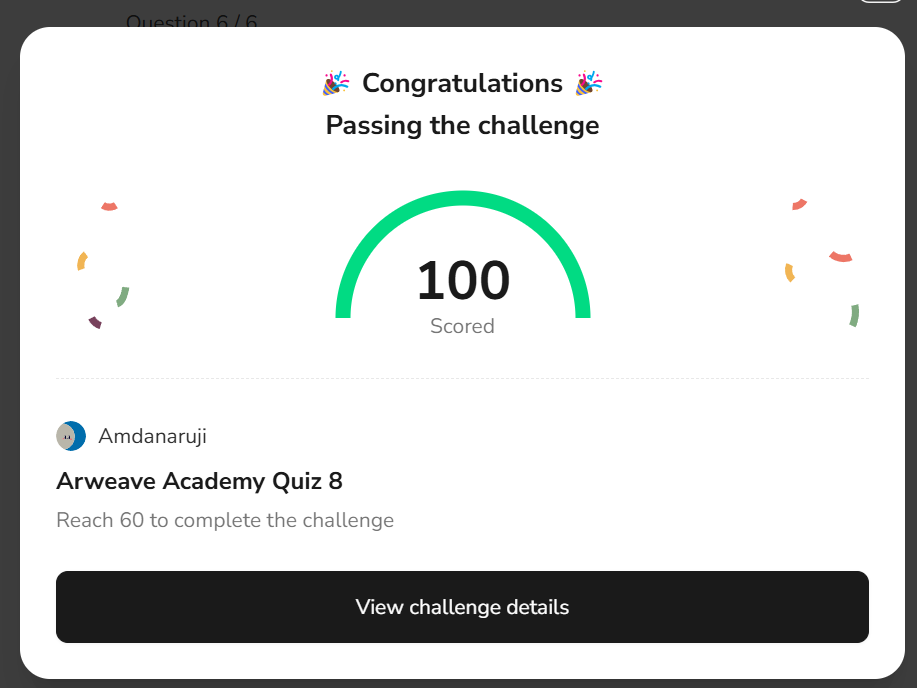 Question 6 / 6
🎉 Congratulations 🎉
Passing the challenge
100
Scored
Amdanaruji
Arweave Academy Quiz 8
Reach 60 to complete the challenge
View challenge details